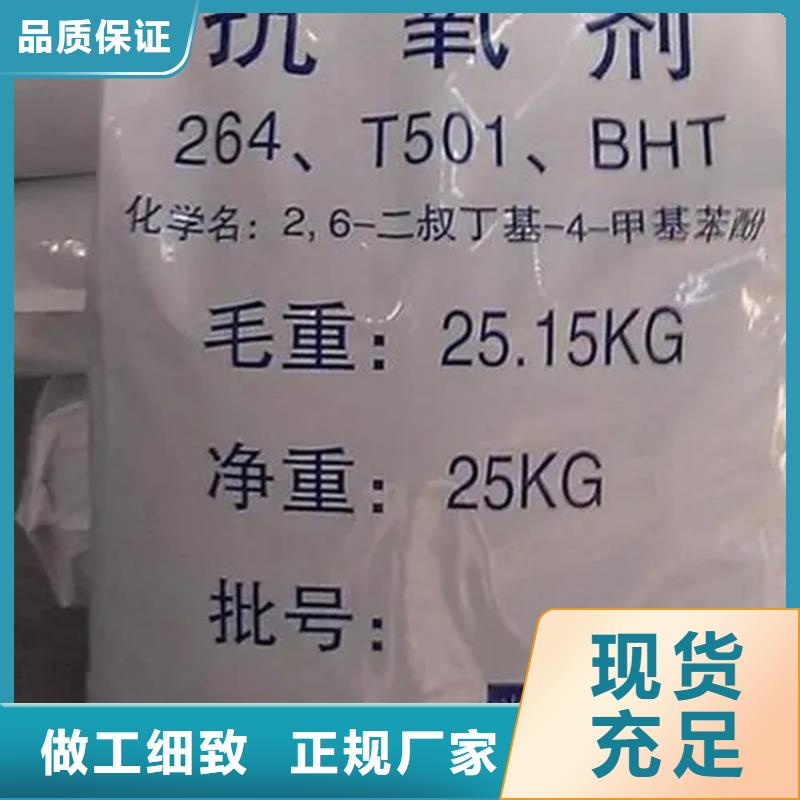 品质保证
抗氧剂
264、T501、BHT
化学名：2,6-二叔丁基-4-甲基苯酚
毛重：25.15KG
净重：25KG
批号：
现货
充足
做工细致 正规厂家